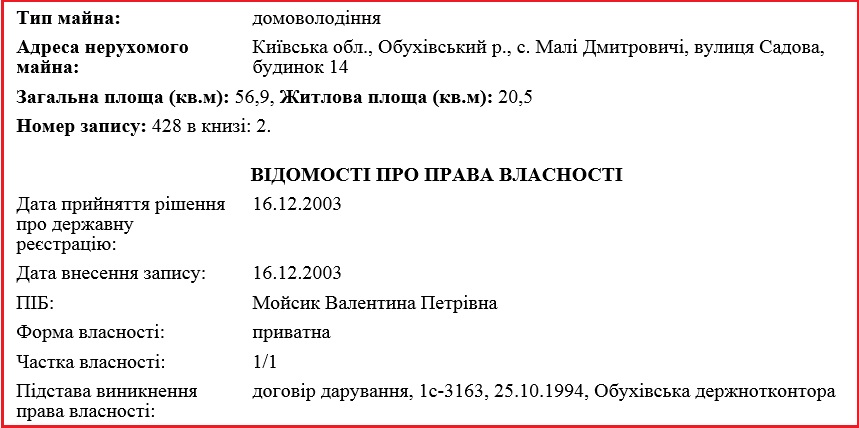 Тип майна: домоволодіння
Адреса нерухомого Київська обл., Обухівський р., с. Малі Дмитровичі, вулиця Садова,
майна: будинок 14
Загальна площа (кв.м): 56,9, Житлова площа (кв.м): 20,5
Номер запису: 428 в книзі: 2.
ВІДОМОСТІ ПРО ПРАВА ВЛАСНОСТІ
Дата прийняття рішення 16.12.2003
про державну
реєстрацію:
Дата внесення запису: 16.12.2003
ПІБ: Мойсик Валентина Петрівна
Форма власності: приватна
Частка власності: 1/1
Підстава виникнення договір дарування, 1с-3163, 25.10.1994, Обухівська держнотконтора
права власності: